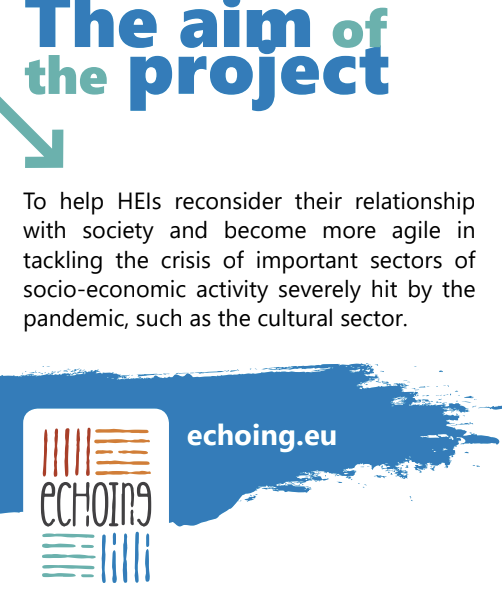 The aim of
the project
To help HEIs reconsider their relationship
with society and become more agile in
tackling the crisis of important sectors of
socio-economic activity severely hit by the
pandemic, such as the cultural sector.
echoing.eu
ECHOING